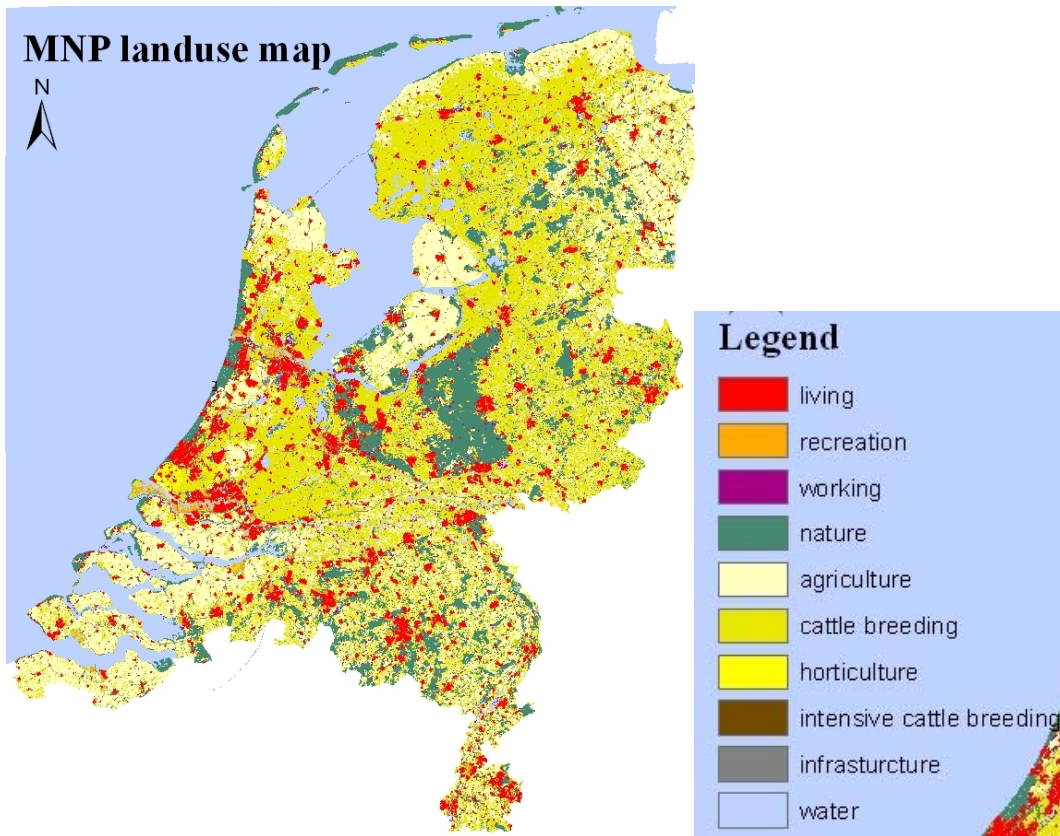 MNP landuse map
N
Legend
living
recreation
working
nature
agriculture
cattle breeding
horticulture
intensive cattle breeding
infrasturcture
water